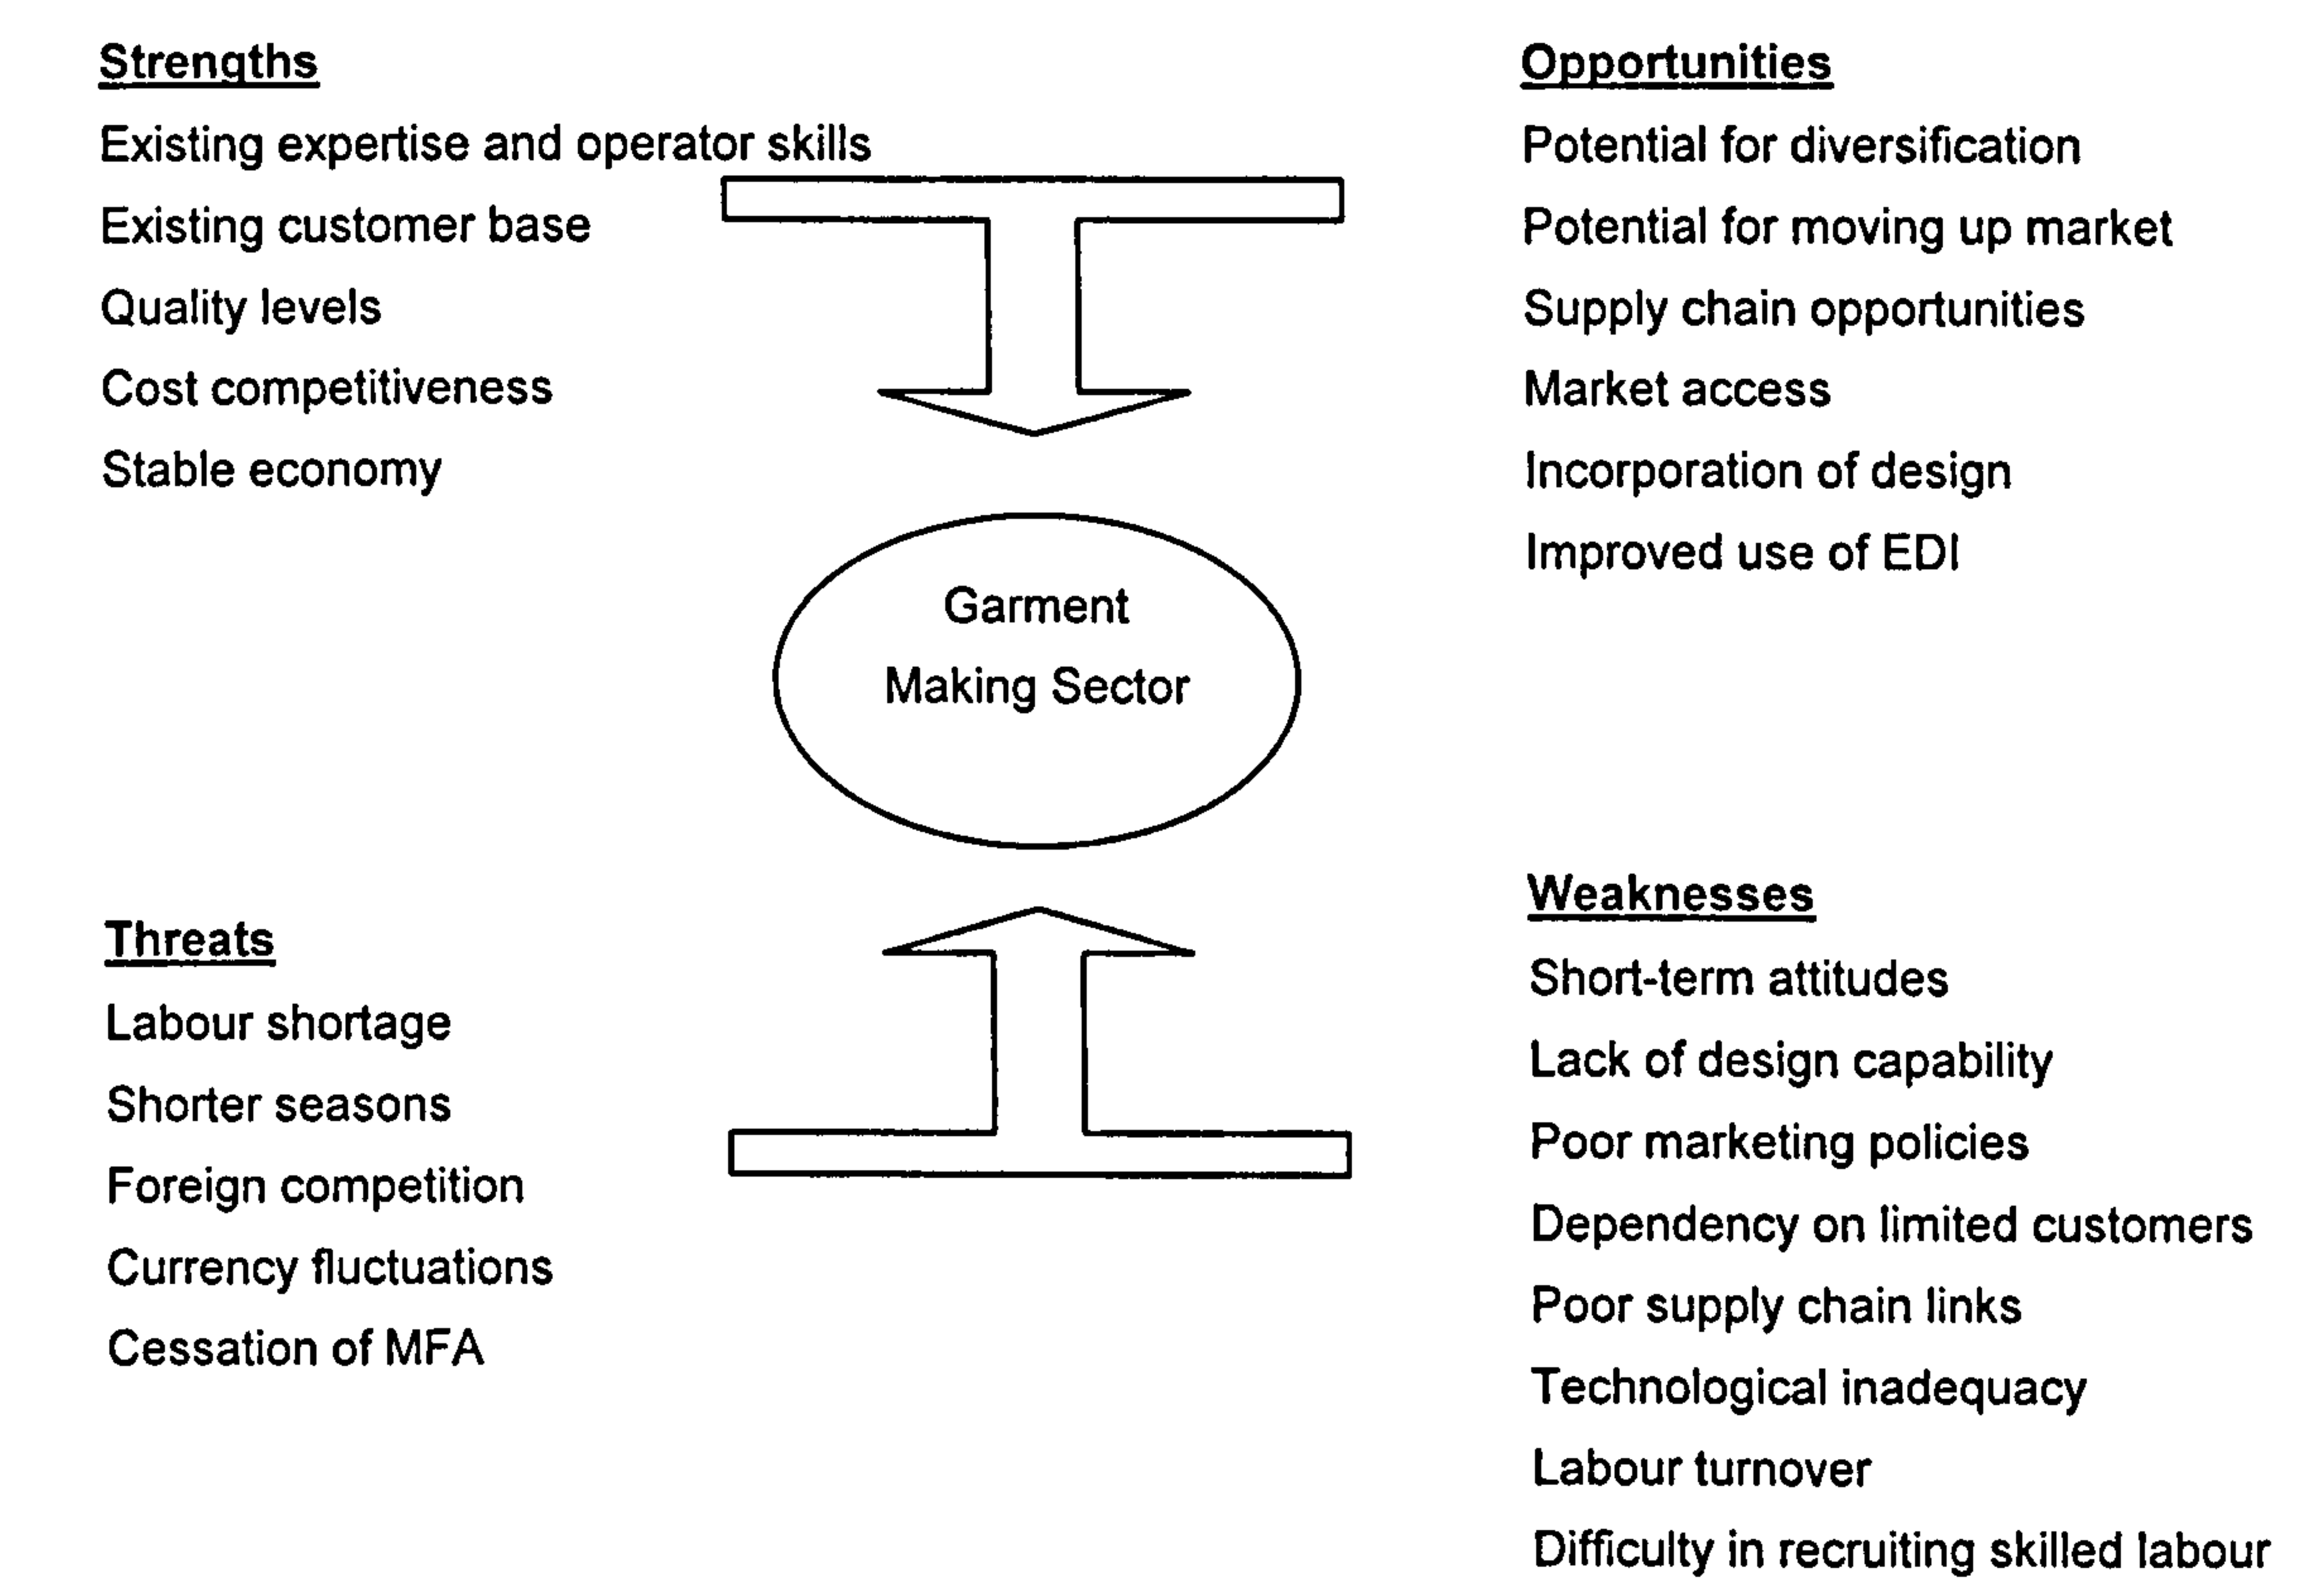 Strengths
Existing expertise and operator skills
Existing customer base
Quality levels
Cost competitiveness
Stable economy
Opportunities
Potential for diversification
Potential for moving up market
Supply chain opportunities
Market access
Incorporation of design
Improved use of EDI
Garment
Making Sector
Threats
Labour shortage
Shorter seasons
Foreign competition
Currency fluctuations
Cessation of MFA
Weaknesses
Short-term attitudes
Lack of design capability
Poor marketing policies
Dependency on limited customers
Poor supply chain links
Technological inadequacy
Labour turnover
Difficulty in recruiting skilled labour